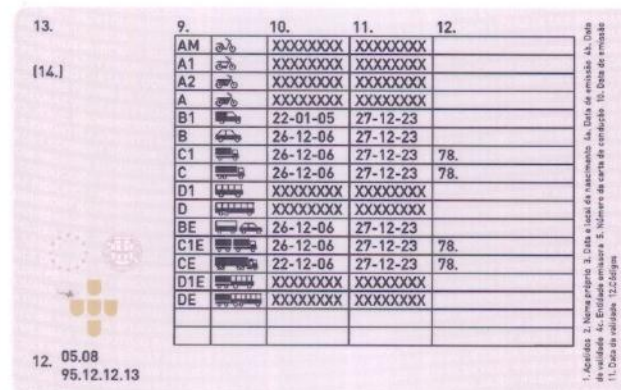 13.
(14.)
9. 10. 11. 12.
AM XXXXXXXX XXXXXXXX
A1 XXXXXXXX XXXXXXXX
A2 XXXXXXXX XXXXXXXX
A XXXXXXXX XXXXXXXX
B1 22-01-05 27-12-23
B 26-12-06 27-12-23
C1 26-12-06 27-12-23 78.
C 26-12-06 27-12-23 78.
D1 XXXXXXXX XXXXXXXX
D XXXXXXXX XXXXXXXX
BE 26-12-06 27-12-23
C1E 26-12-06 27-12-23 78.
CE 22-12-06 27-12-23 78.
D1E XXXXXXXX XXXXXXXX
DE XXXXXXXX XXXXXXXX
12. 05.08
95.12.12.13
1. Apelidos 2. Nome próprio 3. Data e local de nascimento 4a. Data de emissão 4b. Data
de validade 4c. Entidade emissora 5. Número da carta de condução 10. Data de emissão
11. Data de validade 12.Códigos